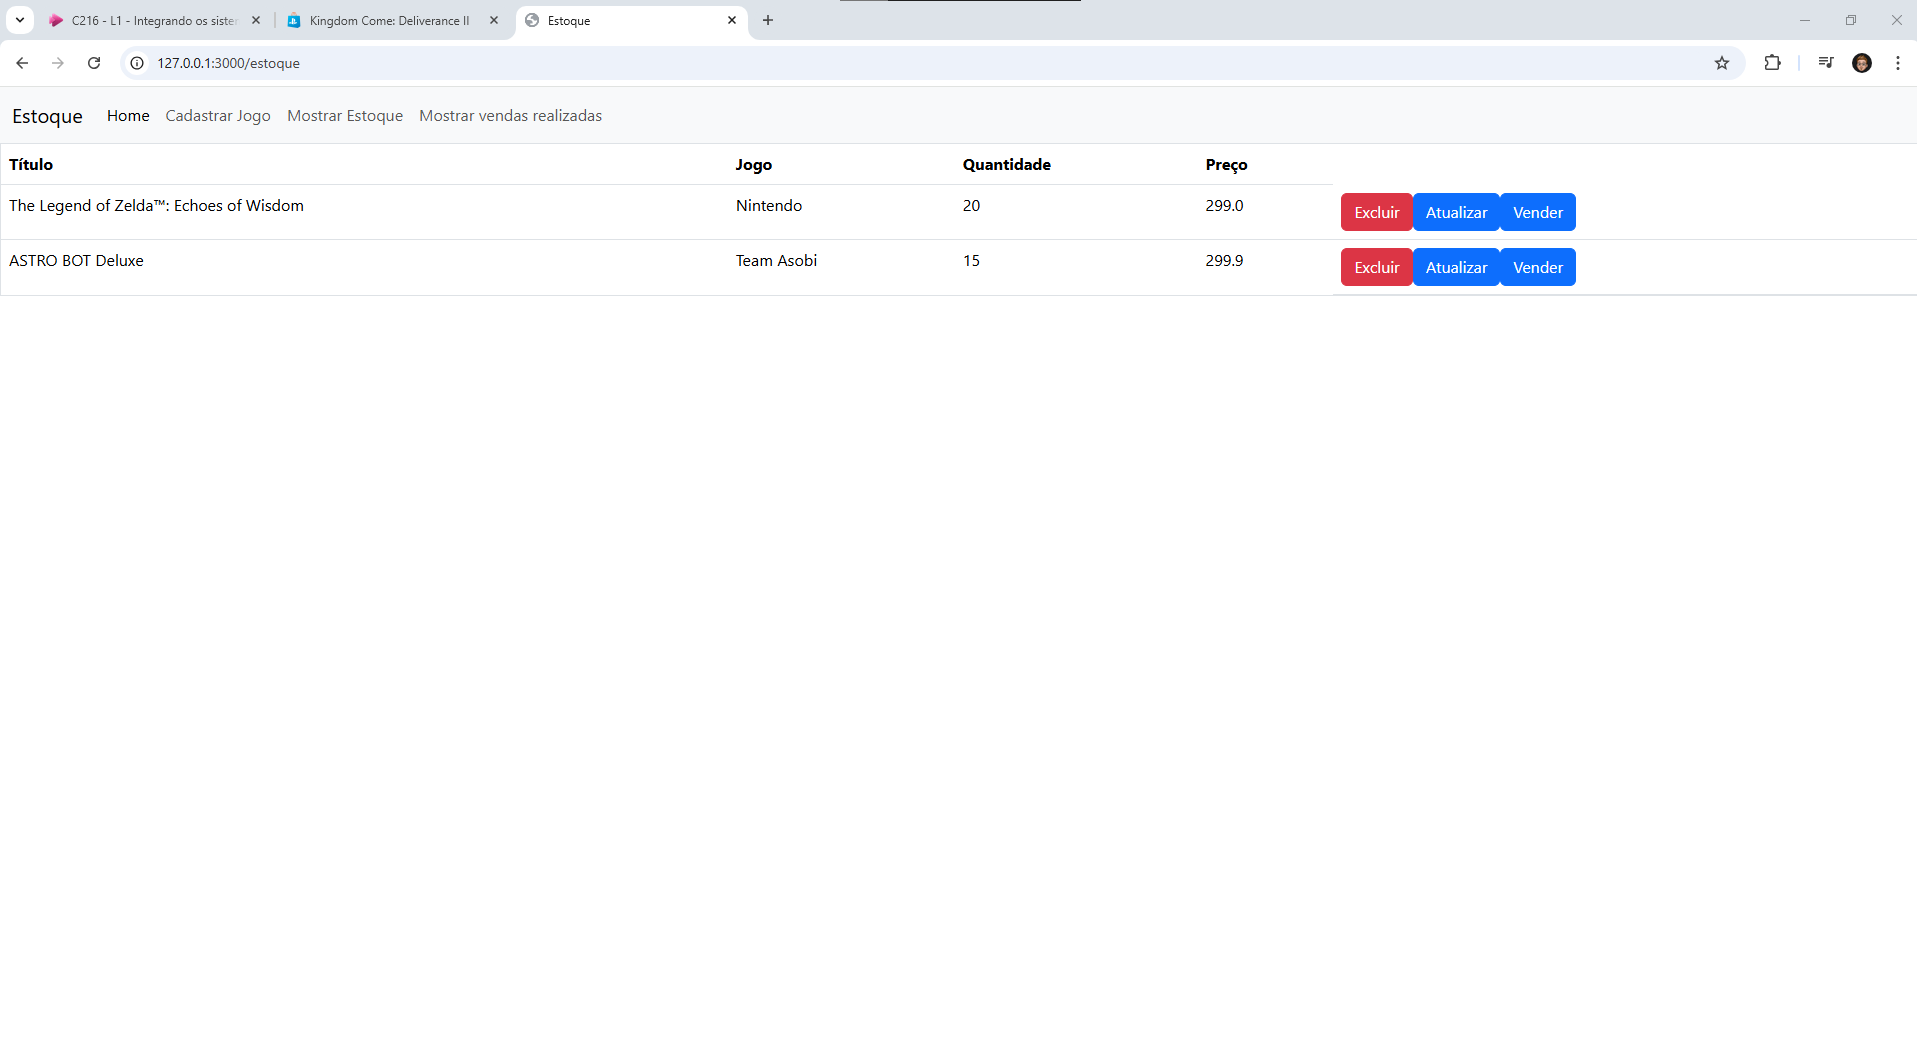 C216 - L1 - Integrando os sister
Kingdom Come: Deliverance II
Estoque
127.0.0.1:3000/estoque
Estoque Home Cadastrar Jogo Mostrar Estoque Mostrar vendas realizadas
Título Jogo Quantidade Preço
The Legend of Zelda™: Echoes of Wisdom Nintendo 20 299.0 Excluir Atualizar Vender
ASTRO BOT Deluxe Team Asobi 15 299.9 Excluir Atualizar Vender